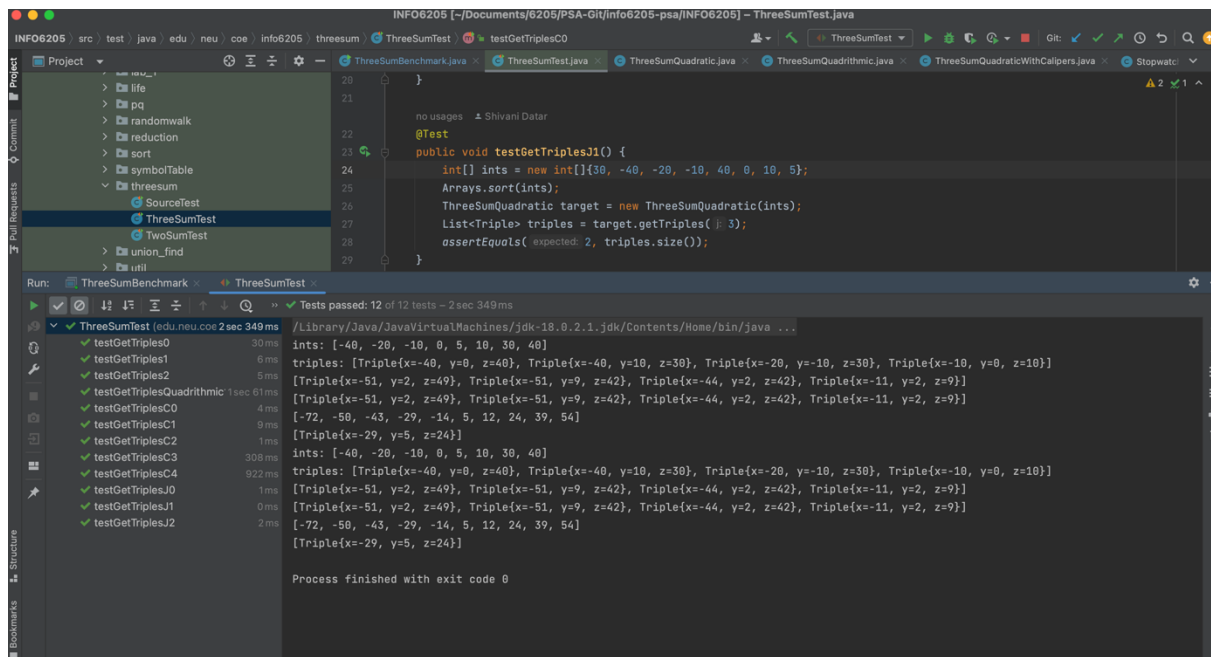 INFO6205 [~/Documents/6205/PSA-Git/info6205-psa/INFO6205] – ThreeSumTest.java
INFO6205 > src > test > java > edu > neu > coe > info6205 > threesum > ThreeSumTest > testGetTriplesC0
ThreeSumTest
Git:
Project
ThreeSumBenchmark.java
ThreeSumTest.java
ThreeSumQuadratic.java
ThreeSumQuadrithmic.java
ThreeSumQuadraticWithCalipers.java
Stopwatc
Project
Commit
Pull Requests
life
pq
randomwalk
reduction
sort
symbolTable
threesum
SourceTest
ThreeSumTest
TwoSumTest
union_find
util
2 1
20 }
21
no usages Shivani Datar
22 @Test
23 public void testGetTriplesJ1() {
24 int[] ints = new int[]{30, -40, -20, -10, 40, 0, 10, 5};
25 Arrays.sort(ints);
26 ThreeSumQuadratic target = new ThreeSumQuadratic(ints);
27 List<Triple> triples = target.getTriples( j: 3);
28 assertEquals( expected: 2, triples.size());
29 }
Run: ThreeSumBenchmark ThreeSumTest
Tests passed: 12 of 12 tests – 2 sec 349 ms
ThreeSumTest (edu.neu.coe 2 sec 349 ms
testGetTriples0 30 ms
testGetTriples1 6 ms
testGetTriples2 5 ms
testGetTriplesQuadrithmic 1 sec 61 ms
testGetTriplesC0 4 ms
testGetTriplesC1 9 ms
testGetTriplesC2 1 ms
testGetTriplesC3 308 ms
testGetTriplesC4 922 ms
testGetTriplesJ0 1 ms
testGetTriplesJ1 0 ms
testGetTriplesJ2 2 ms
/Library/Java/JavaVirtualMachines/jdk-18.0.2.1.jdk/Contents/Home/bin/java ...
ints: [-40, -20, -10, 0, 5, 10, 30, 40]
triples: [Triple{x=-40, y=0, z=40}, Triple{x=-40, y=10, z=30}, Triple{x=-20, y=-10, z=30}, Triple{x=-10, y=0, z=10}]
[Triple{x=-51, y=2, z=49}, Triple{x=-51, y=9, z=42}, Triple{x=-44, y=2, z=42}, Triple{x=-11, y=2, z=9}]
[Triple{x=-51, y=2, z=49}, Triple{x=-51, y=9, z=42}, Triple{x=-44, y=2, z=42}, Triple{x=-11, y=2, z=9}]
[-72, -50, -43, -29, -14, 5, 12, 24, 39, 54]
[Triple{x=-29, y=5, z=24}]
ints: [-40, -20, -10, 0, 5, 10, 30, 40]
triples: [Triple{x=-40, y=0, z=40}, Triple{x=-40, y=10, z=30}, Triple{x=-20, y=-10, z=30}, Triple{x=-10, y=0, z=10}]
[Triple{x=-51, y=2, z=49}, Triple{x=-51, y=9, z=42}, Triple{x=-44, y=2, z=42}, Triple{x=-11, y=2, z=9}]
[Triple{x=-51, y=2, z=49}, Triple{x=-51, y=9, z=42}, Triple{x=-44, y=2, z=42}, Triple{x=-11, y=2, z=9}]
[-72, -50, -43, -29, -14, 5, 12, 24, 39, 54]
[Triple{x=-29, y=5, z=24}]
Process finished with exit code 0
Structure
Bookmarks